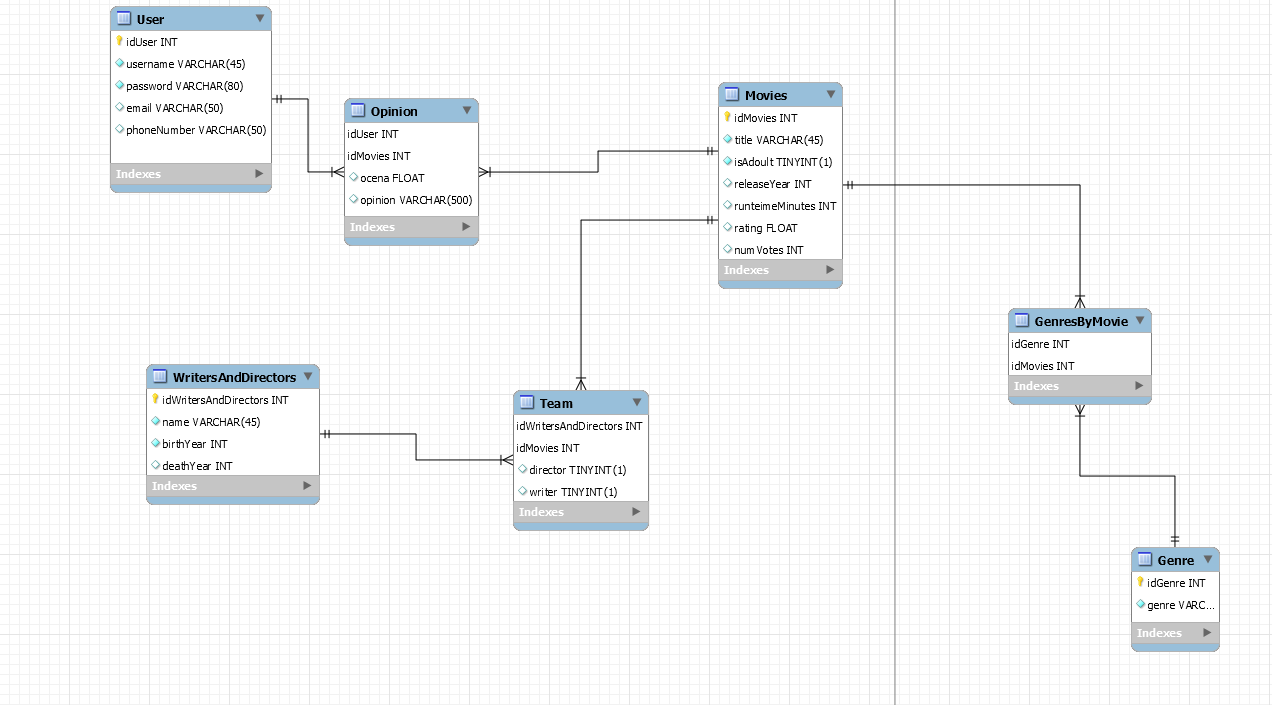 User
idUser INT
username VARCHAR(45)
password VARCHAR(80)
email VARCHAR(50)
phoneNumber VARCHAR(50)
Indexes
Opinion
idUser INT
idMovies INT
ocena FLOAT
opinion VARCHAR(500)
Indexes
Movies
idMovies INT
title VARCHAR(45)
isAdoult TINYINT(1)
releaseYear INT
runteimeMinutes INT
rating FLOAT
numVotes INT
Indexes
GenresByMovie
idGenre INT
idMovies INT
Indexes
WritersAndDirectors
idWritersAndDirectors INT
name VARCHAR(45)
birthYear INT
deathYear INT
Indexes
Team
idWritersAndDirectors INT
idMovies INT
director TINYINT(1)
writer TINYINT(1)
Indexes
Genre
idGenre INT
genre VARC...
Indexes